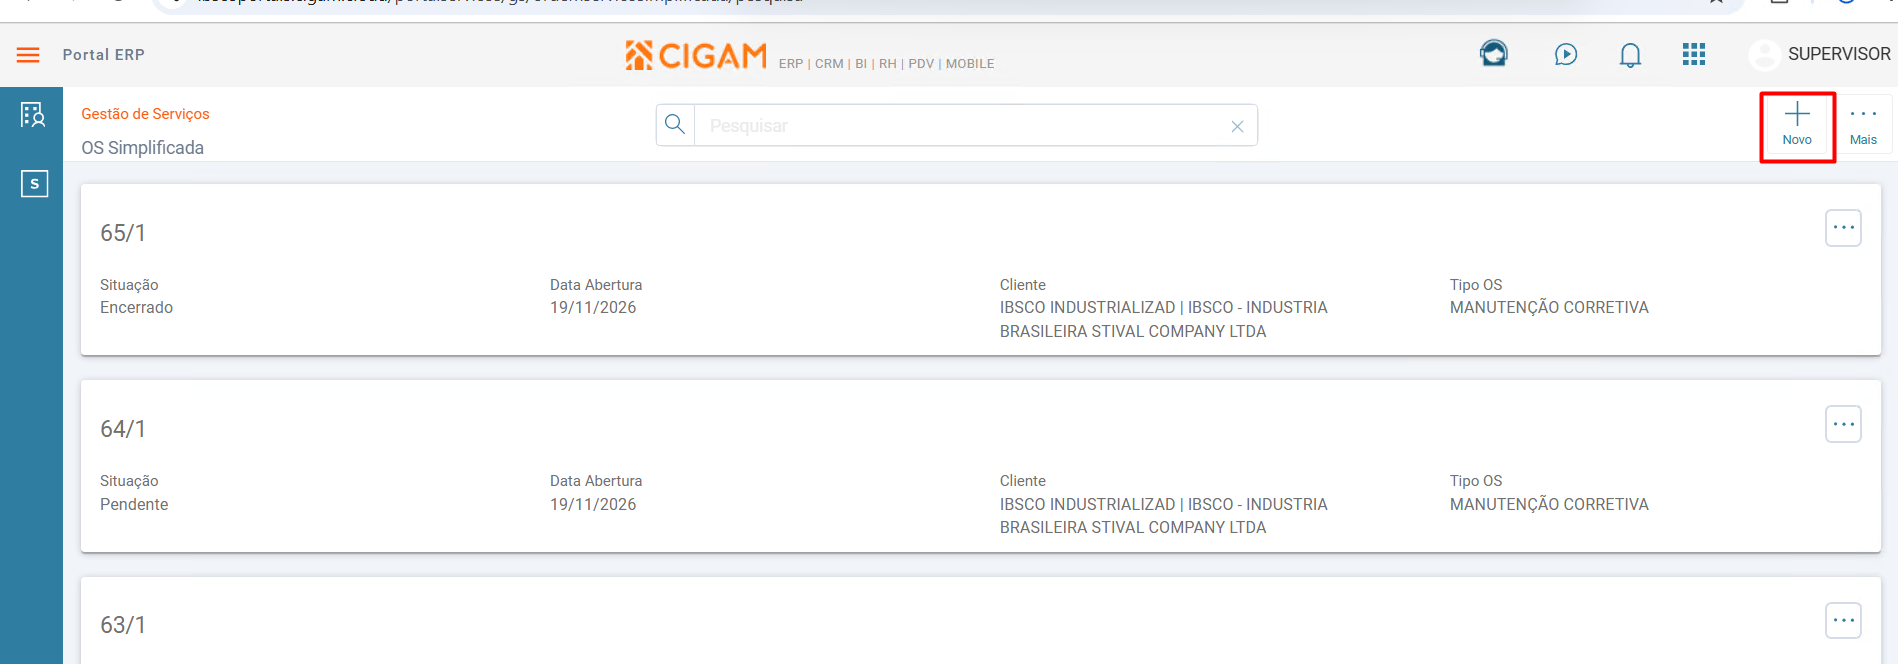 Portal ERP
CIGAM ERP | CRM | BI | RH | PDV | MOBILE
SUPERVISOR
Gestão de Serviços
OS Simplificada
Pesquisar
Novo
Mais
S
65/1
Situação
Encerrado
Data Abertura
19/11/2026
Cliente
IBSCO INDUSTRIALIZAD | IBSCO - INDUSTRIA
BRASILEIRA STIVAL COMPANY LTDA
Tipo OS
MANUTENÇÃO CORRETIVA
64/1
Situação
Pendente
Data Abertura
19/11/2026
Cliente
IBSCO INDUSTRIALIZAD | IBSCO - INDUSTRIA
BRASILEIRA STIVAL COMPANY LTDA
Tipo OS
MANUTENÇÃO CORRETIVA
63/1